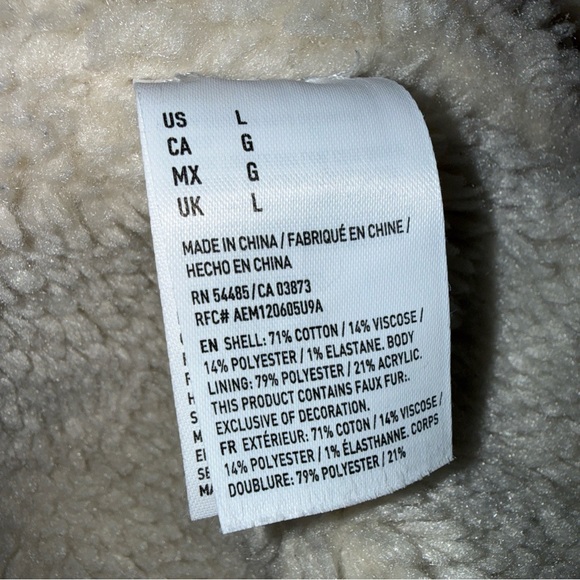 US L
CA G
MX G
UK L
MADE IN CHINA / FABRIQUÉ EN CHINE /
HECHO EN CHINA
RN 54485 / CA 03873
RFC# AEM120605U9A
EN SHELL: 71% COTTON / 14% VISCOSE /
14% POLYESTER / 1% ELASTANE. BODY
LINING: 79% POLYESTER / 21% ACRYLIC.
THIS PRODUCT CONTAINS FAUX FUR:.
EXCLUSIVE OF DECORATION.
FR EXTÉRIEUR: 71% COTON / 14% VISCOSE /
14% POLYESTER / 1% ÉLASTHANNE. CORPS
DOUBLURE: 79% POLYESTER / 21%